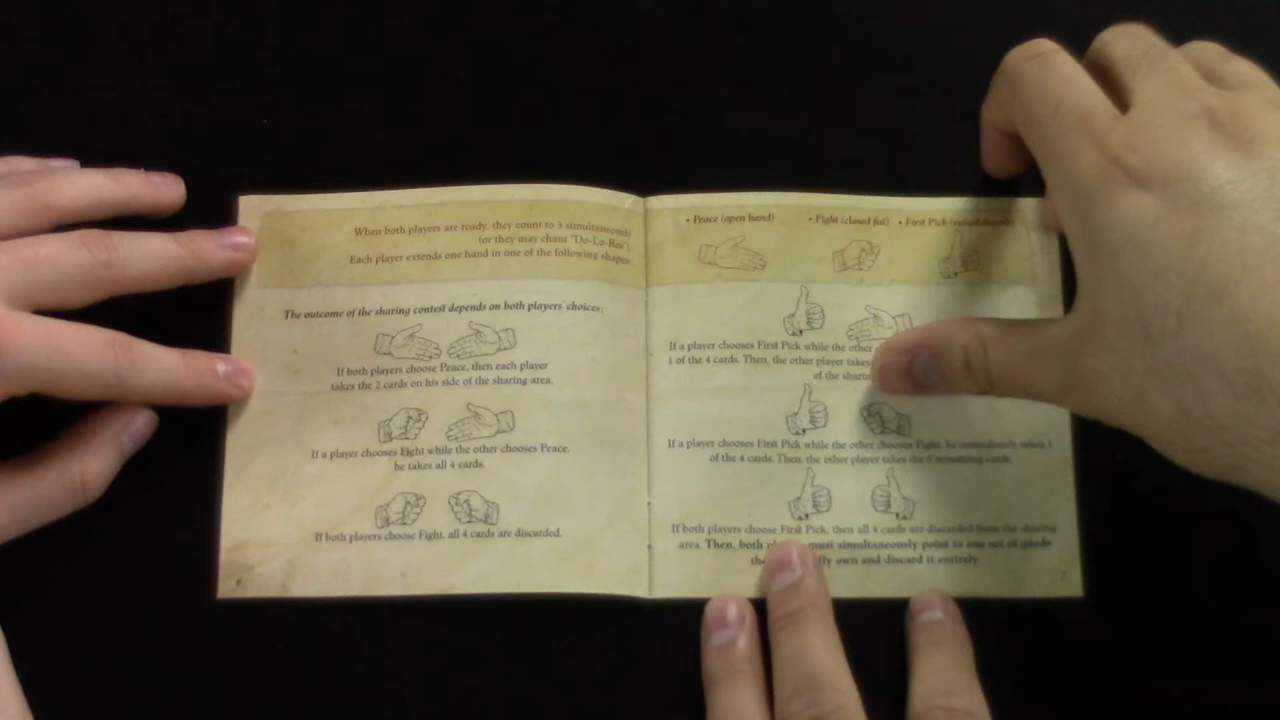 When both players are ready, they count to 3 simultaneously
(or they may chant "Do-Lo-Res").
Each player extends one hand in one of the following shapes:
The outcome of the sharing contest depends on both players' choices:
If both players choose Peace, then each player
takes the 2 cards on his side of the sharing area.
If a player chooses Fight while the other chooses Peace,
he takes all 4 cards.
If both players choose Fight, all 4 cards are discarded.
• Peace (open hand) • Fight (closed fist) • First Pick (raised thumb)
If a player chooses First Pick while the other
1 of the 4 cards. Then, the other player takes
of the
If a player chooses First Pick while the other chooses Fight, he immediately takes 1
of the 4 cards. Then, the other player takes the 3 remaining cards.
If both players choose First Pick, then all 4 cards are discarded from the sharing
area. Then, both must simultaneously point to one set of goods
own and discard it entirely.